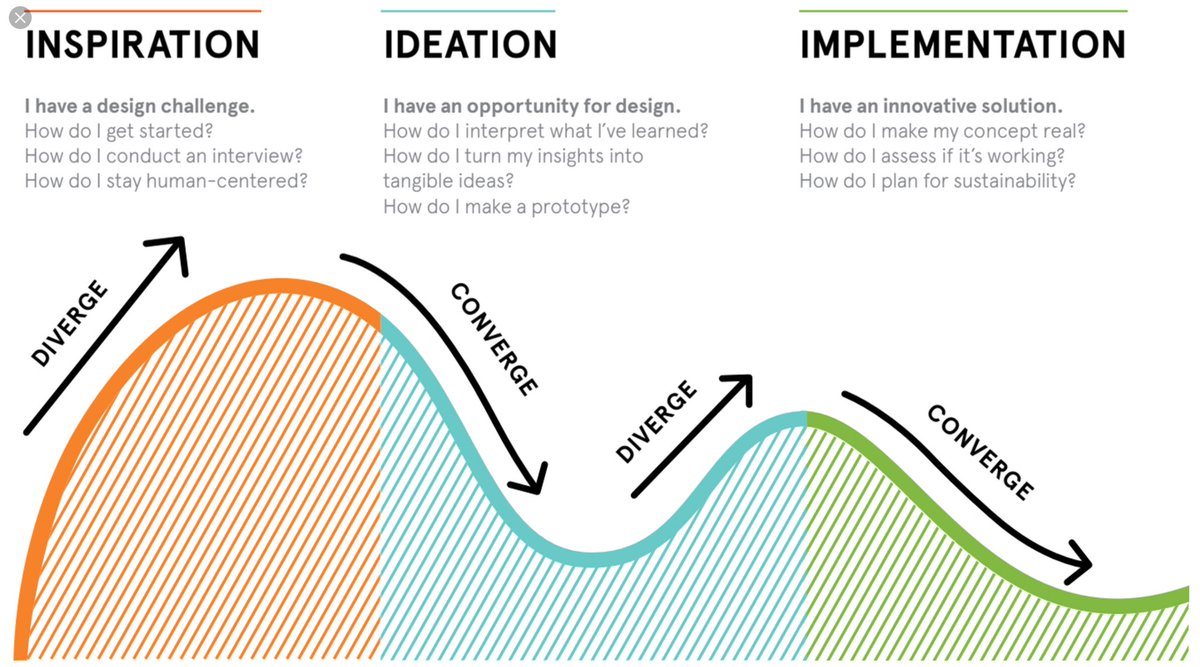 INSPIRATION
I have a design challenge.
How do I get started?
How do I conduct an interview?
How do I stay human-centered?
IDEATION
I have an opportunity for design.
How do I interpret what I've learned?
How do I turn my insights into
tangible ideas?
How do I make a prototype?
IMPLEMENTATION
I have an innovative solution.
How do I make my concept real?
How do I assess if it's working?
How do I plan for sustainability?
DIVERGE
CONVERGE
DIVERGE
CONVERGE